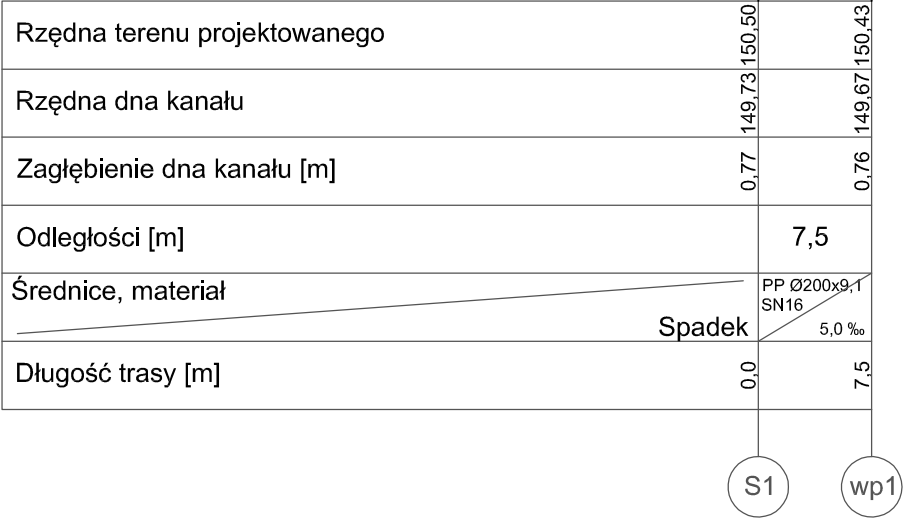 Rzędna terenu projektowanego 150,50 150,43
Rzędna dna kanału 149,73 149,67
Zagłębienie dna kanału [m] 0,77 0,76
Odległości [m] 7,5
Średnice, materiał PP Ø200x9,1
SN16
Spadek 5,0 ‰
Długość trasy [m] 0,0 7,5
S1 wp1